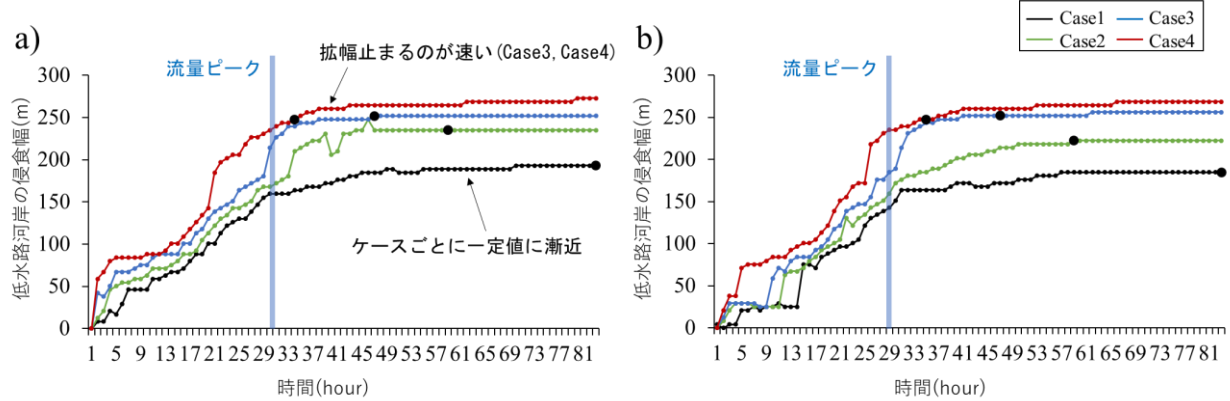 Case1
Case3
Case2
Case4
a)
拡幅止まるのが速い(Case3, Case4)
流量ピーク
300
250
200
150
100
50
0
低水路河岸の侵食幅(m)
ケースごとに一定値に漸近
1 5 9 13 17 21 25 29 33 37 41 45 49 53 57 61 65 69 73 77 81
時間(hour)
b)
流量ピーク
300
250
200
150
100
50
0
低水路河岸の侵食幅(m)
1 5 9 13 17 21 25 29 33 37 41 45 49 53 57 61 65 69 73 77 81
時間(hour)